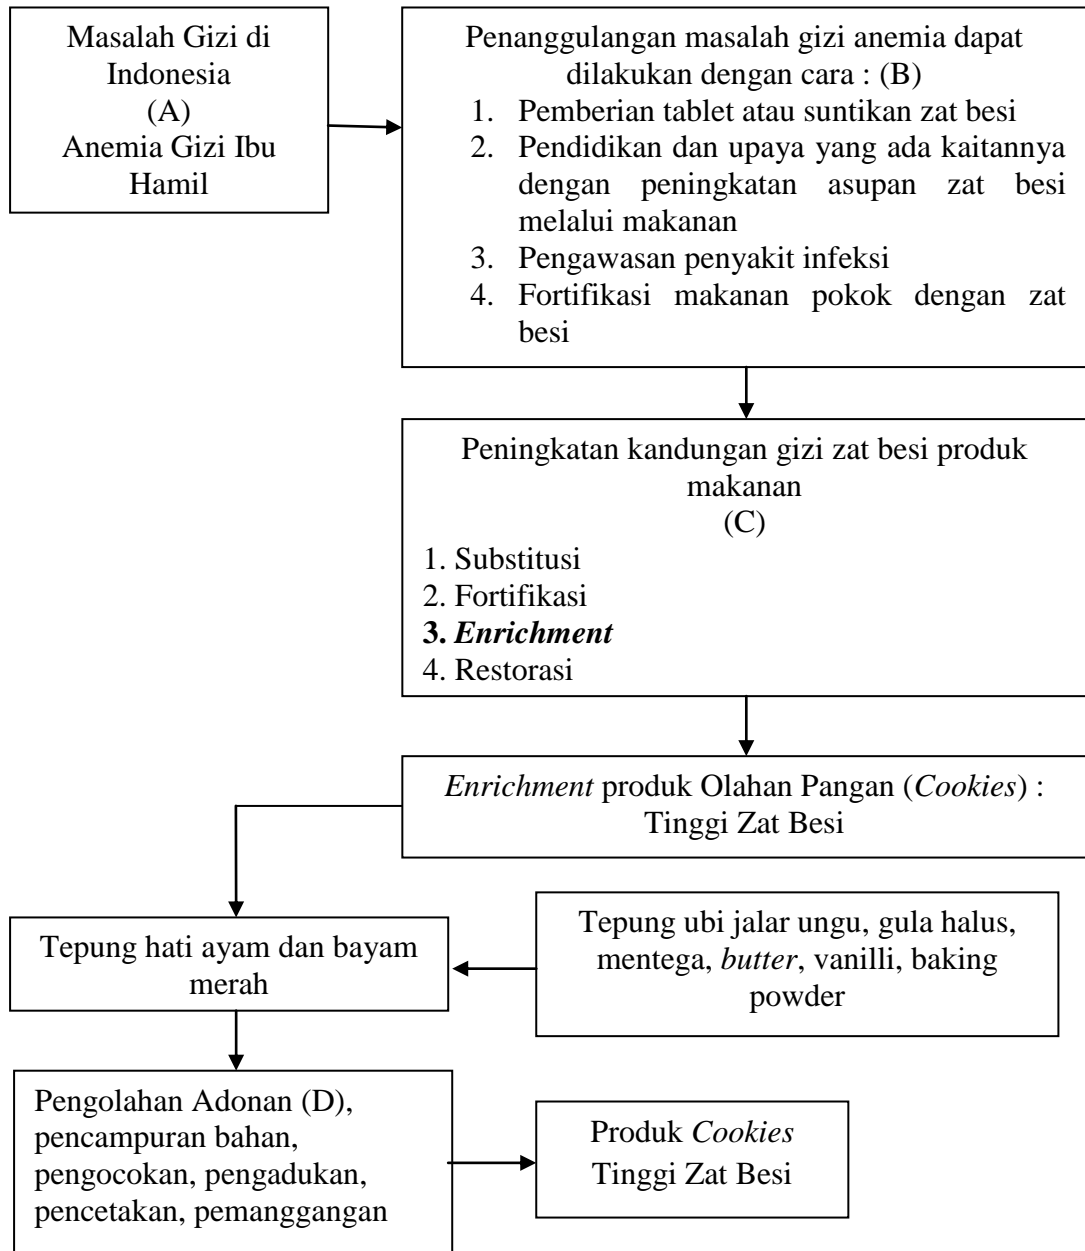 Masalah Gizi di
Indonesia
(A)
Anemia Gizi Ibu
Hamil
Penanggulangan masalah gizi anemia dapat
dilakukan dengan cara : (B)
1. Pemberian tablet atau suntikan zat besi
2. Pendidikan dan upaya yang ada kaitannya
dengan peningkatan asupan zat besi
melalui makanan
3. Pengawasan penyakit infeksi
4. Fortifikasi makanan pokok dengan zat
besi
Peningkatan kandungan gizi zat besi produk
makanan
(C)
1. Substitusi
2. Fortifikasi
3. Enrichment
4. Restorasi
Enrichment produk Olahan Pangan (Cookies) :
Tinggi Zat Besi
Tepung hati ayam dan bayam
merah
Tepung ubi jalar ungu, gula halus,
mentega, butter, vanilli, baking
powder
Pengolahan Adonan (D),
pencampuran bahan,
pengocokan, pengadukan,
pencetakan, pemanggangan
Produk Cookies
Tinggi Zat Besi